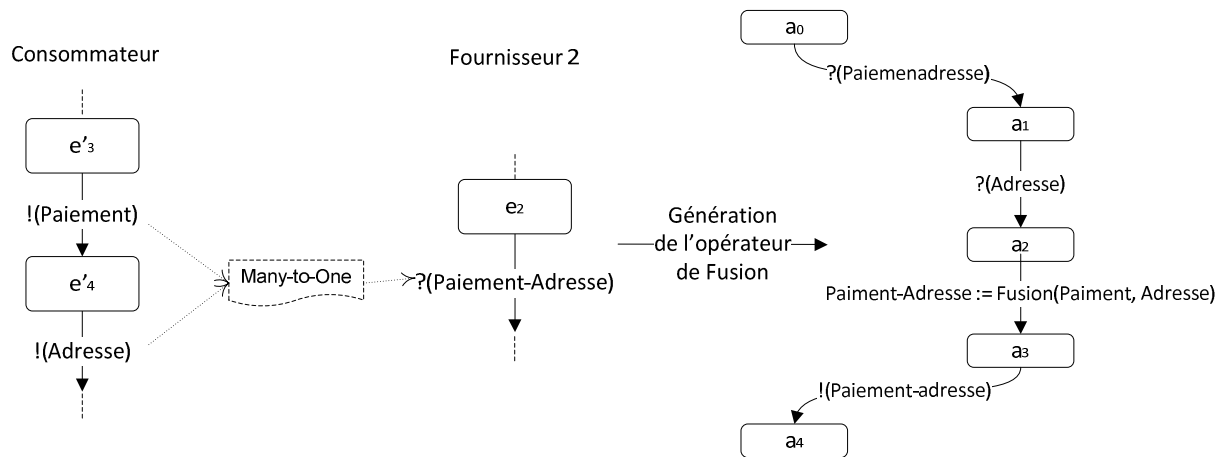 Consommateur
e'3
!(Paiement)
e'4
!(Adresse)
Many-to-One
Fournisseur 2
e2
?(Paiement-Adresse)
Génération
de l'opérateur
de Fusion
a0
?(Paiemenadresse)
a1
?(Adresse)
a2
Paiment-Adresse := Fusion(Paiment, Adresse)
a3
!(Paiement-adresse)
a4